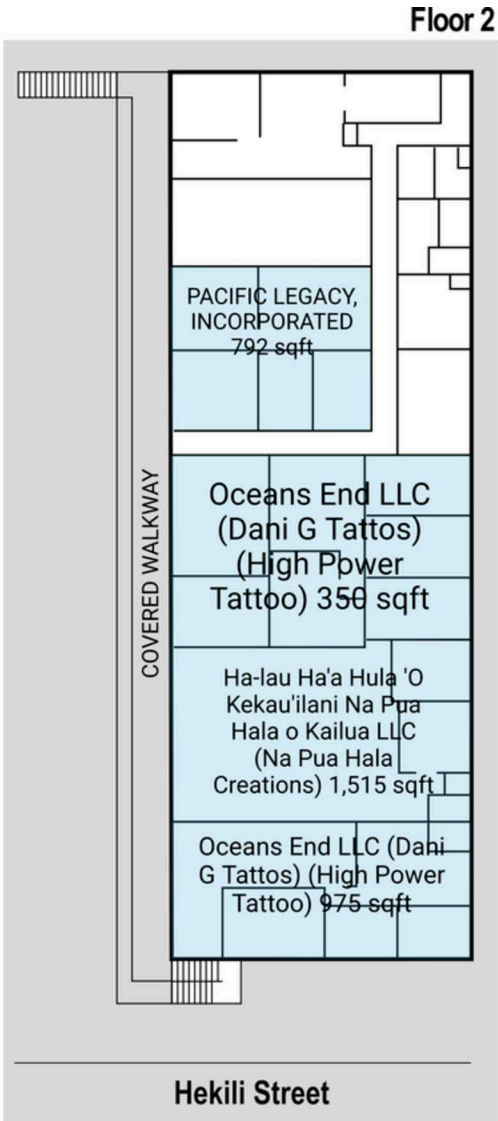 Floor 2
PACIFIC LEGACY,
INCORPORATED
792 sqft
Oceans End LLC
(Dani G Tattos)
(High Power
Tattoo) 350 sqft
COVERED WALKWAY
Ha-lau Ha'a Hula 'O
Kekau'ilani Na Pua
Hala o Kailua LLC
(Na Pua Hala
Creations) 1,515 sqft
Oceans End LLC (Dani
G Tattos) (High Power
Tattoo) 975 sqft
Hekili Street